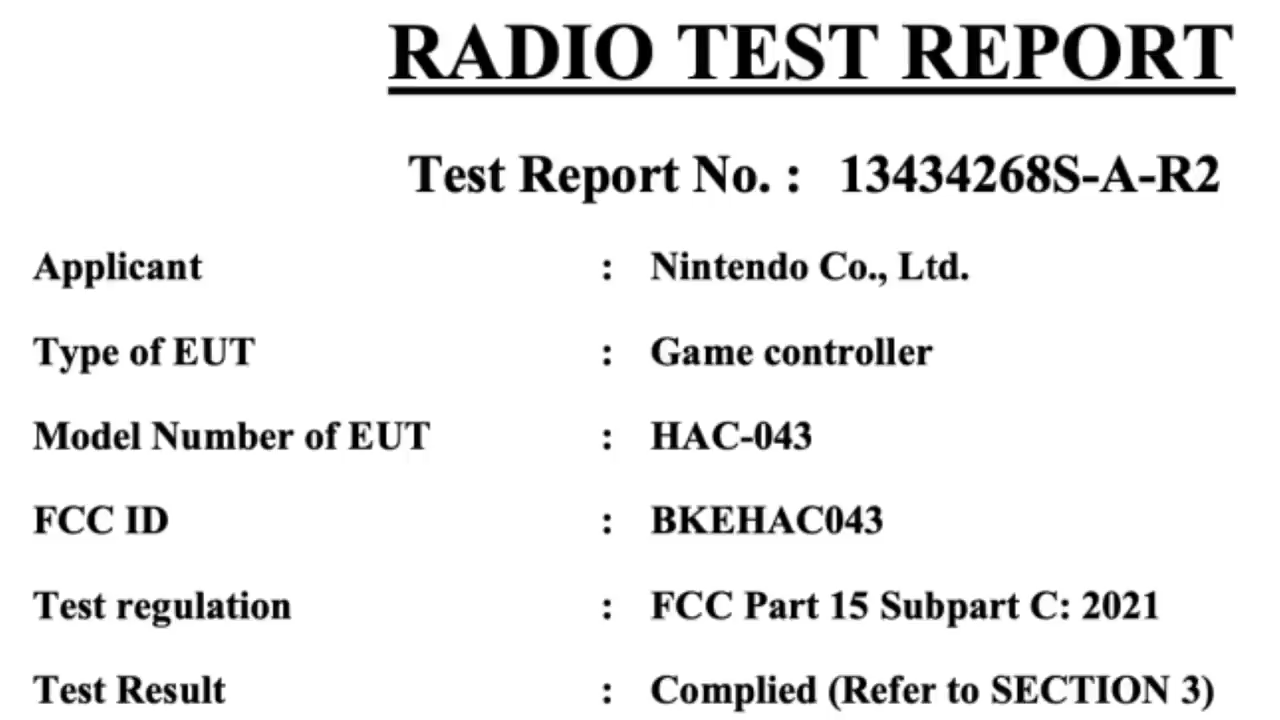 RADIO TEST REPORT
Test Report No. : 13434268S-A-R2
Applicant : Nintendo Co., Ltd.
Type of EUT : Game controller
Model Number of EUT : HAC-043
FCC ID : BKEHAC043
Test regulation : FCC Part 15 Subpart C: 2021
Test Result : Complied (Refer to SECTION 3)